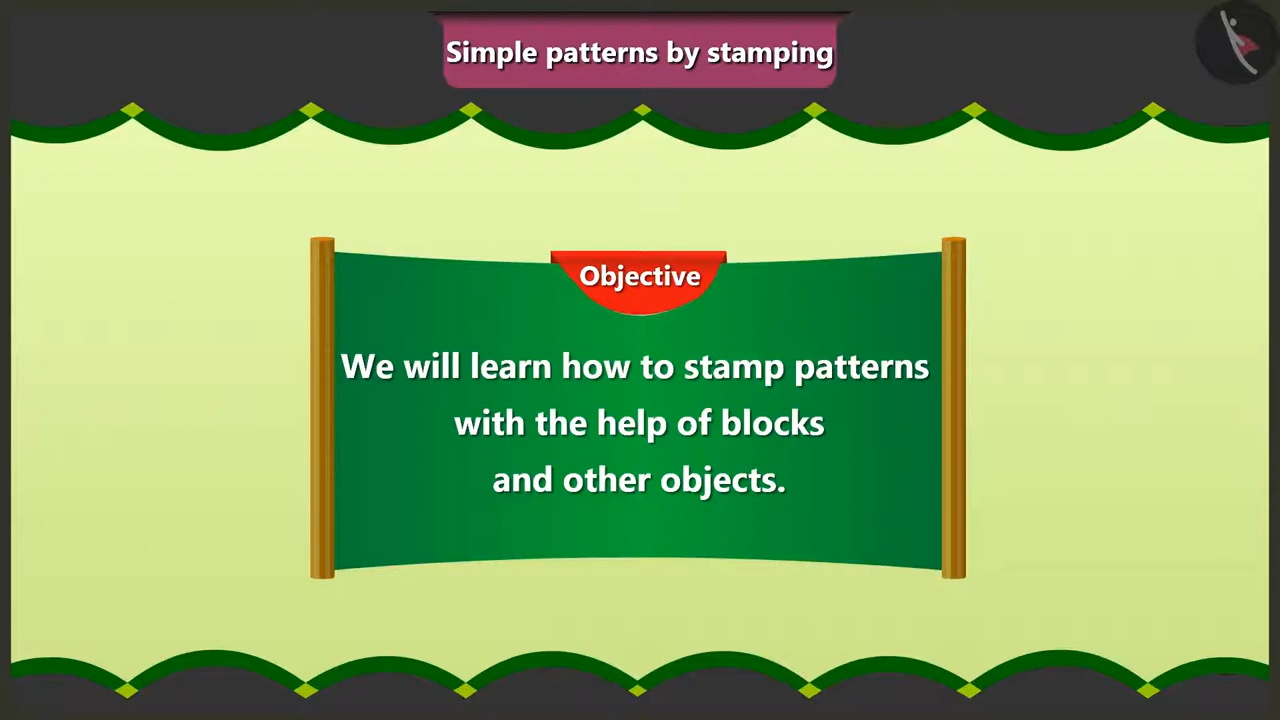 Simple patterns by stamping
Objective
We will learn how to stamp patterns
with the help of blocks
and other objects.